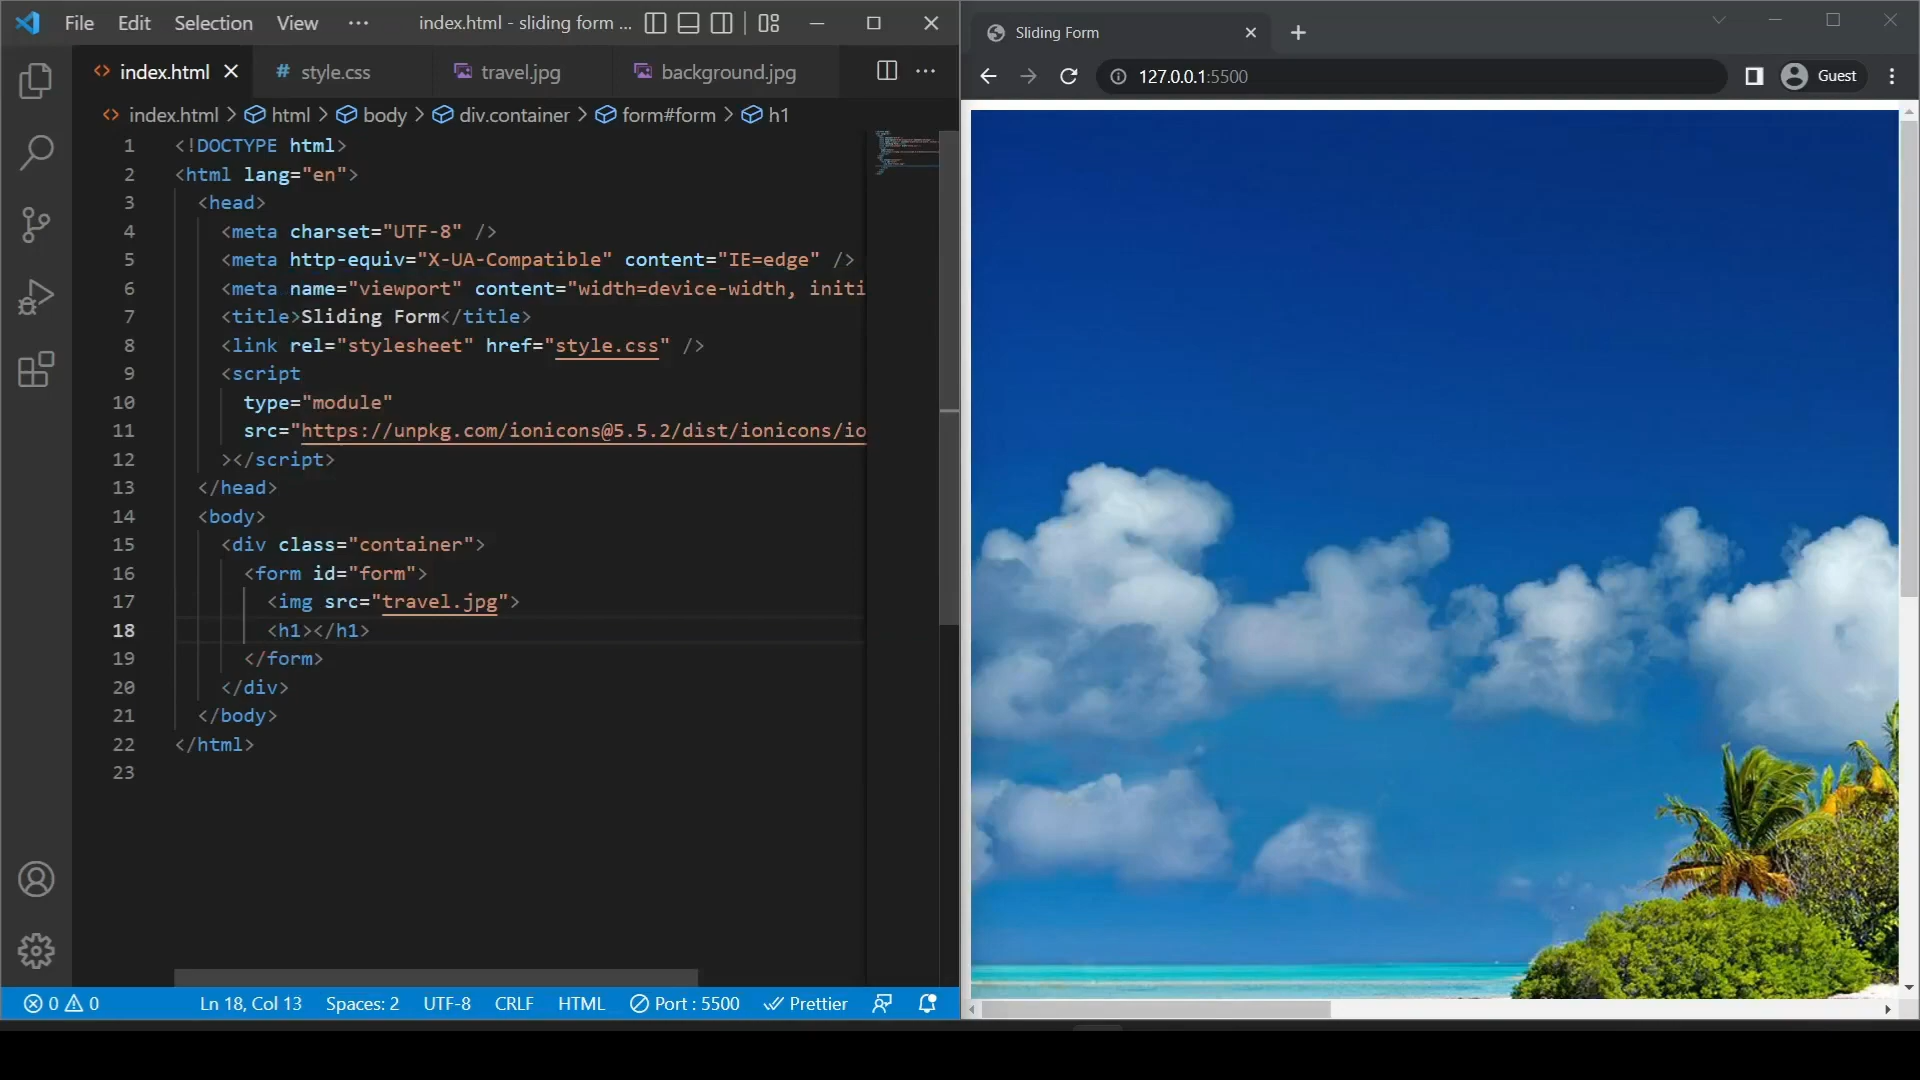 File Edit Selection View ··· index.html - sliding form ...
index.html # style.css travel.jpg background.jpg ···
index.html > html > body > div.container > form#form > h1
1 <!DOCTYPE html>
2 <html lang="en">
3 <head>
4 <meta charset="UTF-8" />
5 <meta http-equiv="X-UA-Compatible" content="IE=edge" />
6 <meta name="viewport" content="width=device-width, initi
7 <title>Sliding Form</title>
8 <link rel="stylesheet" href="style.css" />
9 <script
10 type="module"
11 src="https://unpkg.com/ionicons@5.5.2/dist/ionicons/io
12 ></script>
13 </head>
14 <body>
15 <div class="container">
16 <form id="form">
17 <img src="travel.jpg">
18 <h1></h1>
19 </form>
20 </div>
21 </body>
22 </html>
23
0 0 Ln 18, Col 13 Spaces: 2 UTF-8 CRLF HTML Port : 5500 Prettier
Sliding Form
127.0.0.1:5500 Guest